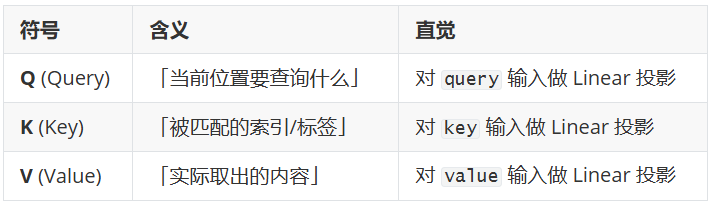 符号 含义 直觉
Q (Query) 「当前位置要查询什么」 对 query 输入做 Linear 投影
K (Key) 「被匹配的索引/标签」 对 key 输入做 Linear 投影
V (Value) 「实际取出的内容」 对 value 输入做 Linear 投影